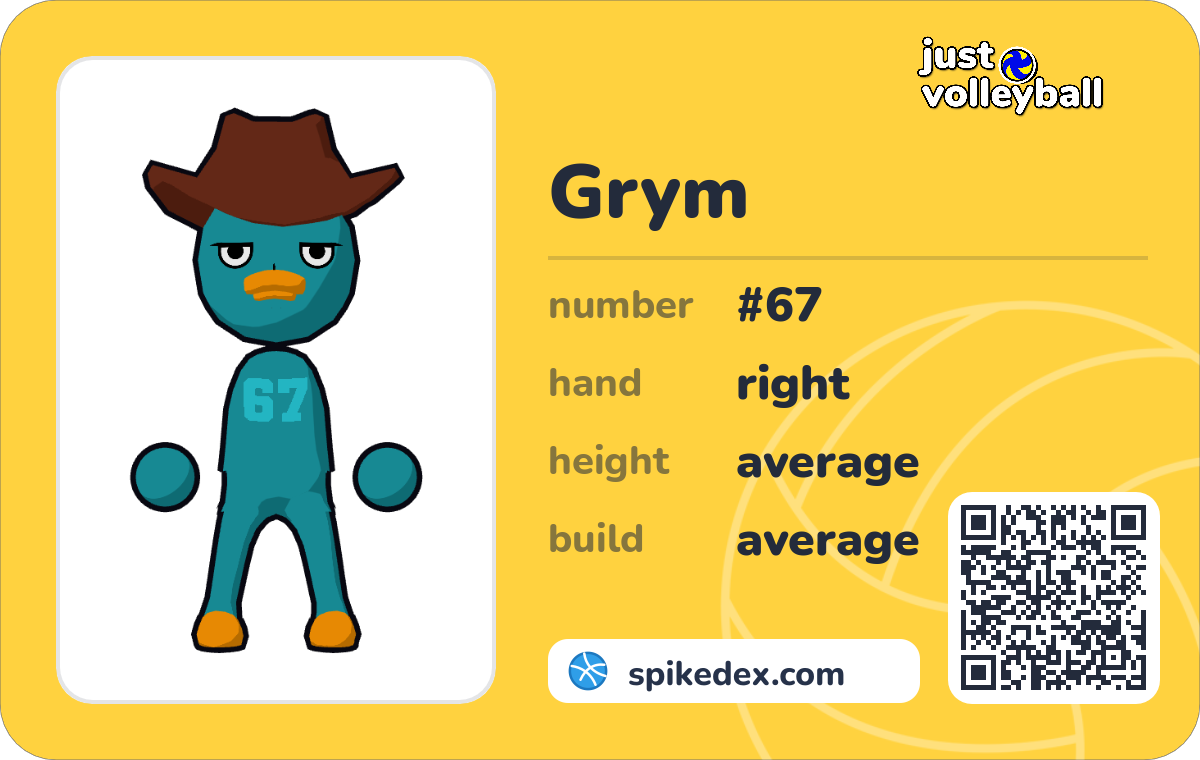 just
volleyball
Grym
number #67
hand right
height average
build average
67
spikedex.com